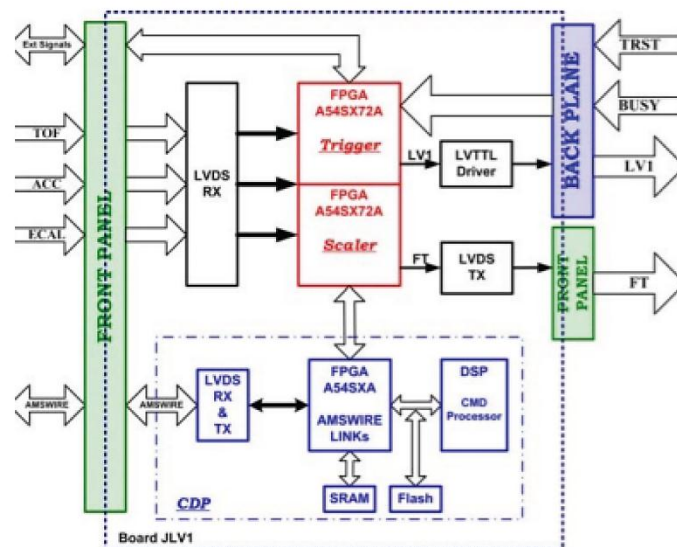 Ext Signals
TOF
ACC
ECAL
AMSWIRE
FRONT PANEL
AMSWIRE
LVDS
RX
FPGA
A54SX72A
Trigger
FPGA
A54SX72A
Scaler
LV1
LVTTL
Driver
FT
LVDS
TX
BACK PLANE
PRONT
PANEL
TRST
BUSY
LV1
FT
LVDS
RX
&
TX
FPGA
A54SXA
AMSWIRE
LINKs
DSP
CMD
Processor
SRAM
Flash
CDP
Board JLV1